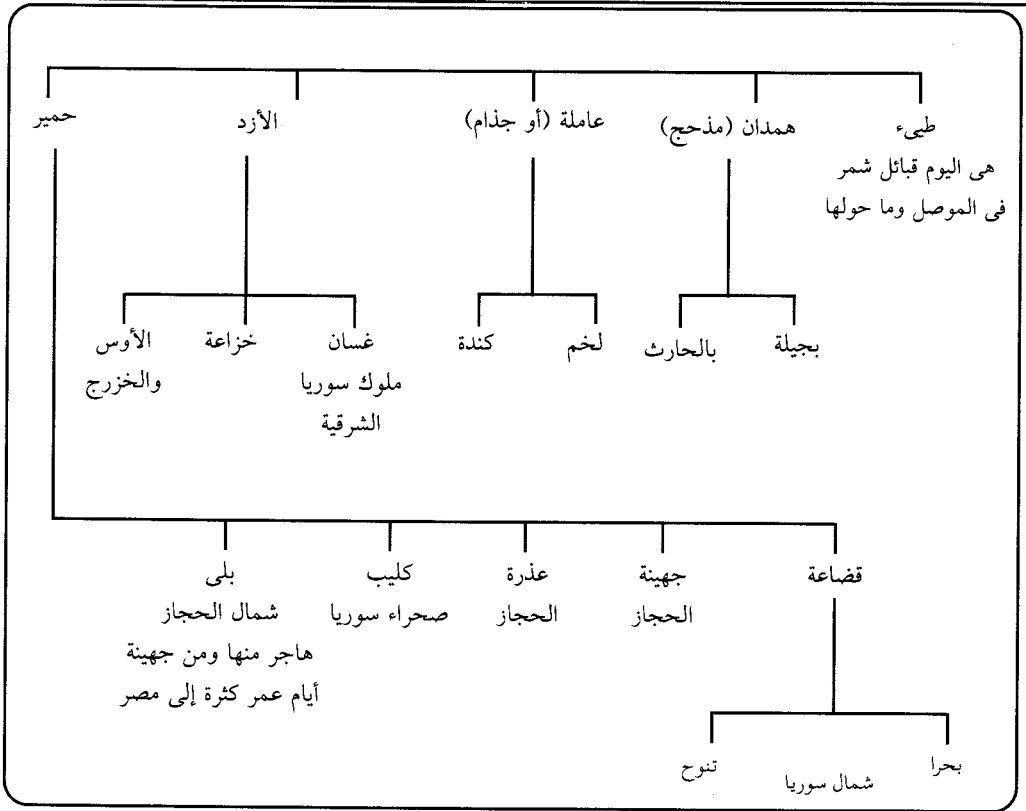 طيىء
هى اليوم قبائل شمر
فى الموصل وما حولها
همدان (مذحج)
عاملة (أو جذام)
الأزد
حمير
بجيلة
بالحارث
لخم
كندة
غسان
ملوك سوريا
الشرقية
خزاعة
الأوس
والخزرج
قضاعة
جهينة
الحجاز
عذرة
الحجاز
كليب
صحراء سوريا
بلى
شمال الحجاز
هاجر منها ومن جهينة
أيام عمر كثرة إلى مصر
بحرا
شمال سوريا
تنوح